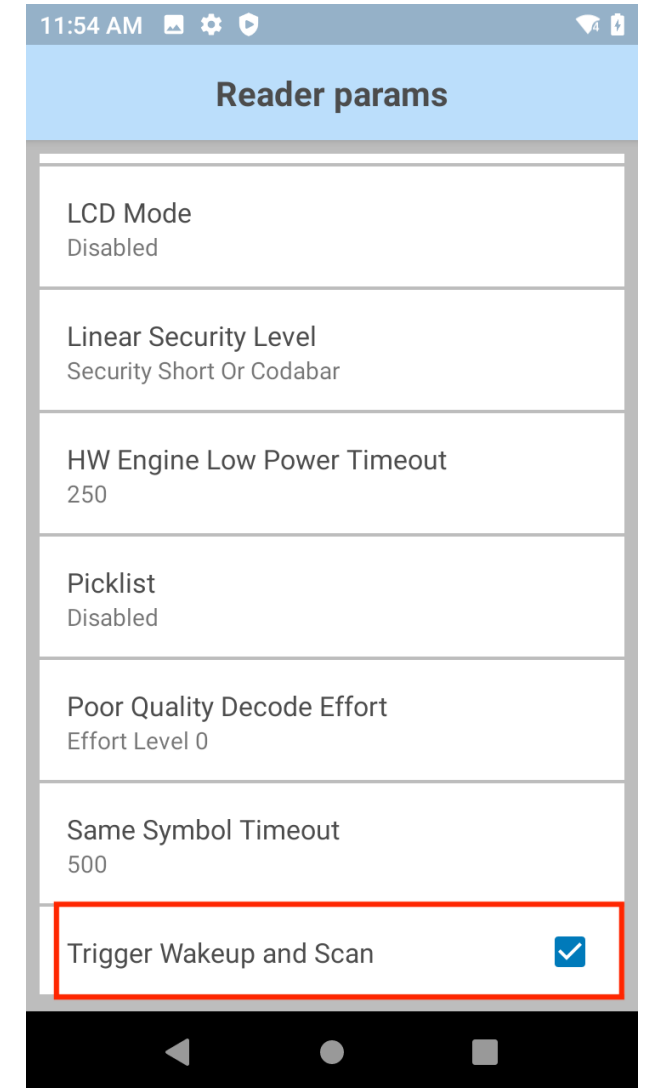 11:54 AM
4
Reader params
LCD Mode
Disabled
Linear Security Level
Security Short Or Codabar
HW Engine Low Power Timeout
250
Picklist
Disabled
Poor Quality Decode Effort
Effort Level 0
Same Symbol Timeout
500
Trigger Wakeup and Scan